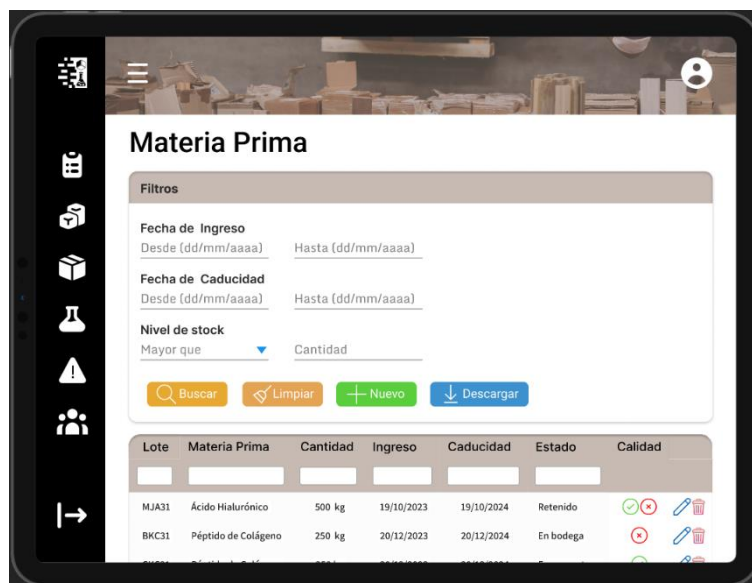 Materia Prima
Filtros
Fecha de Ingreso
Desde (dd/mm/aaaa) Hasta (dd/mm/aaaa)
Fecha de Caducidad
Desde (dd/mm/aaaa) Hasta (dd/mm/aaaa)
Nivel de stock
Mayor que Cantidad
Buscar Limpiar Nuevo Descargar
Lote Materia Prima Cantidad Ingreso Caducidad Estado Calidad
MJA31 Ácido Hialurónico 500 kg 19/10/2023 19/10/2024 Retenido
BKC31 Péptido de Colágeno 250 kg 20/12/2023 20/12/2024 En bodega